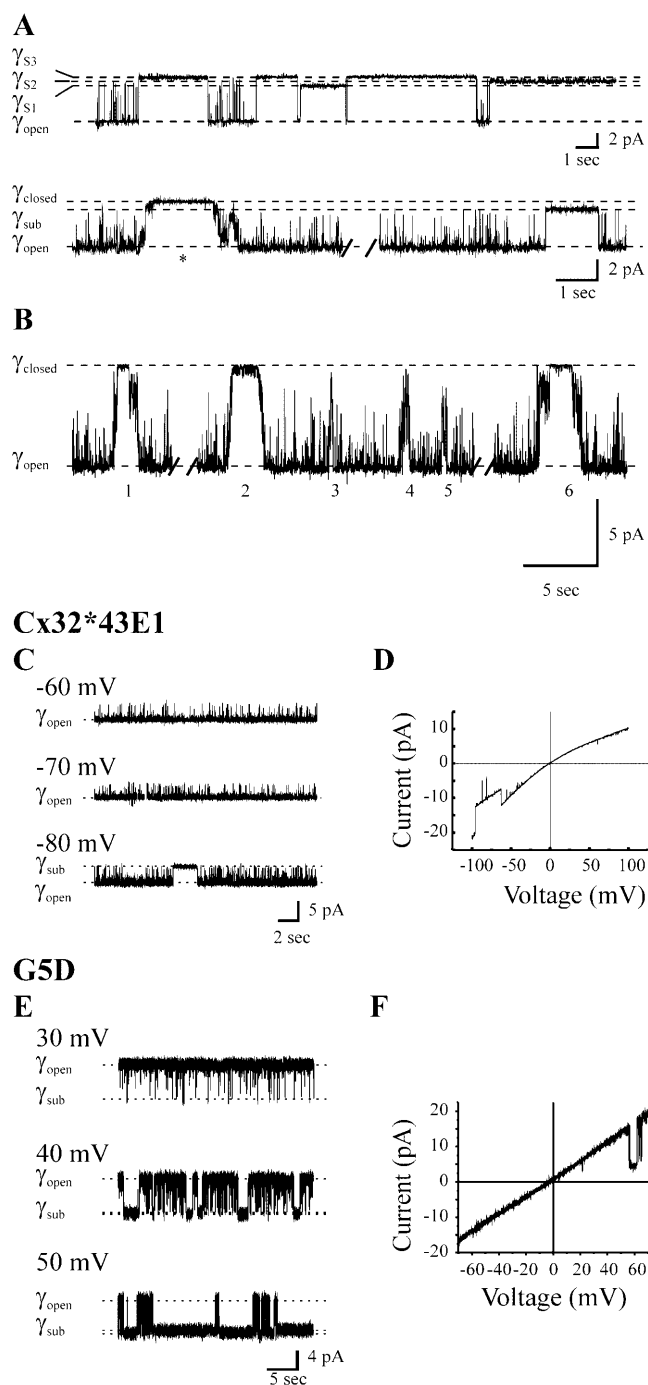 A
γS3
γS2
γS1
γopen
2 pA
1 sec
γclosed
γsub
γopen
*
2 pA
1 sec
B
γclosed
γopen
1 2 3 4 5 6
5 pA
5 sec
Cx32*43E1
C
-60 mV
γopen
-70 mV
γopen
-80 mV
γsub
γopen
5 pA
2 sec
D
Current (pA)
10
0
-10
-20
-100 -50 0 50 100
Voltage (mV)
G5D
E
30 mV
γopen
γsub
40 mV
γopen
γsub
50 mV
γopen
γsub
4 pA
5 sec
F
Current (pA)
20
10
0
-10
-20
-60 -40 -20 0 20 40 60
Voltage (mV)